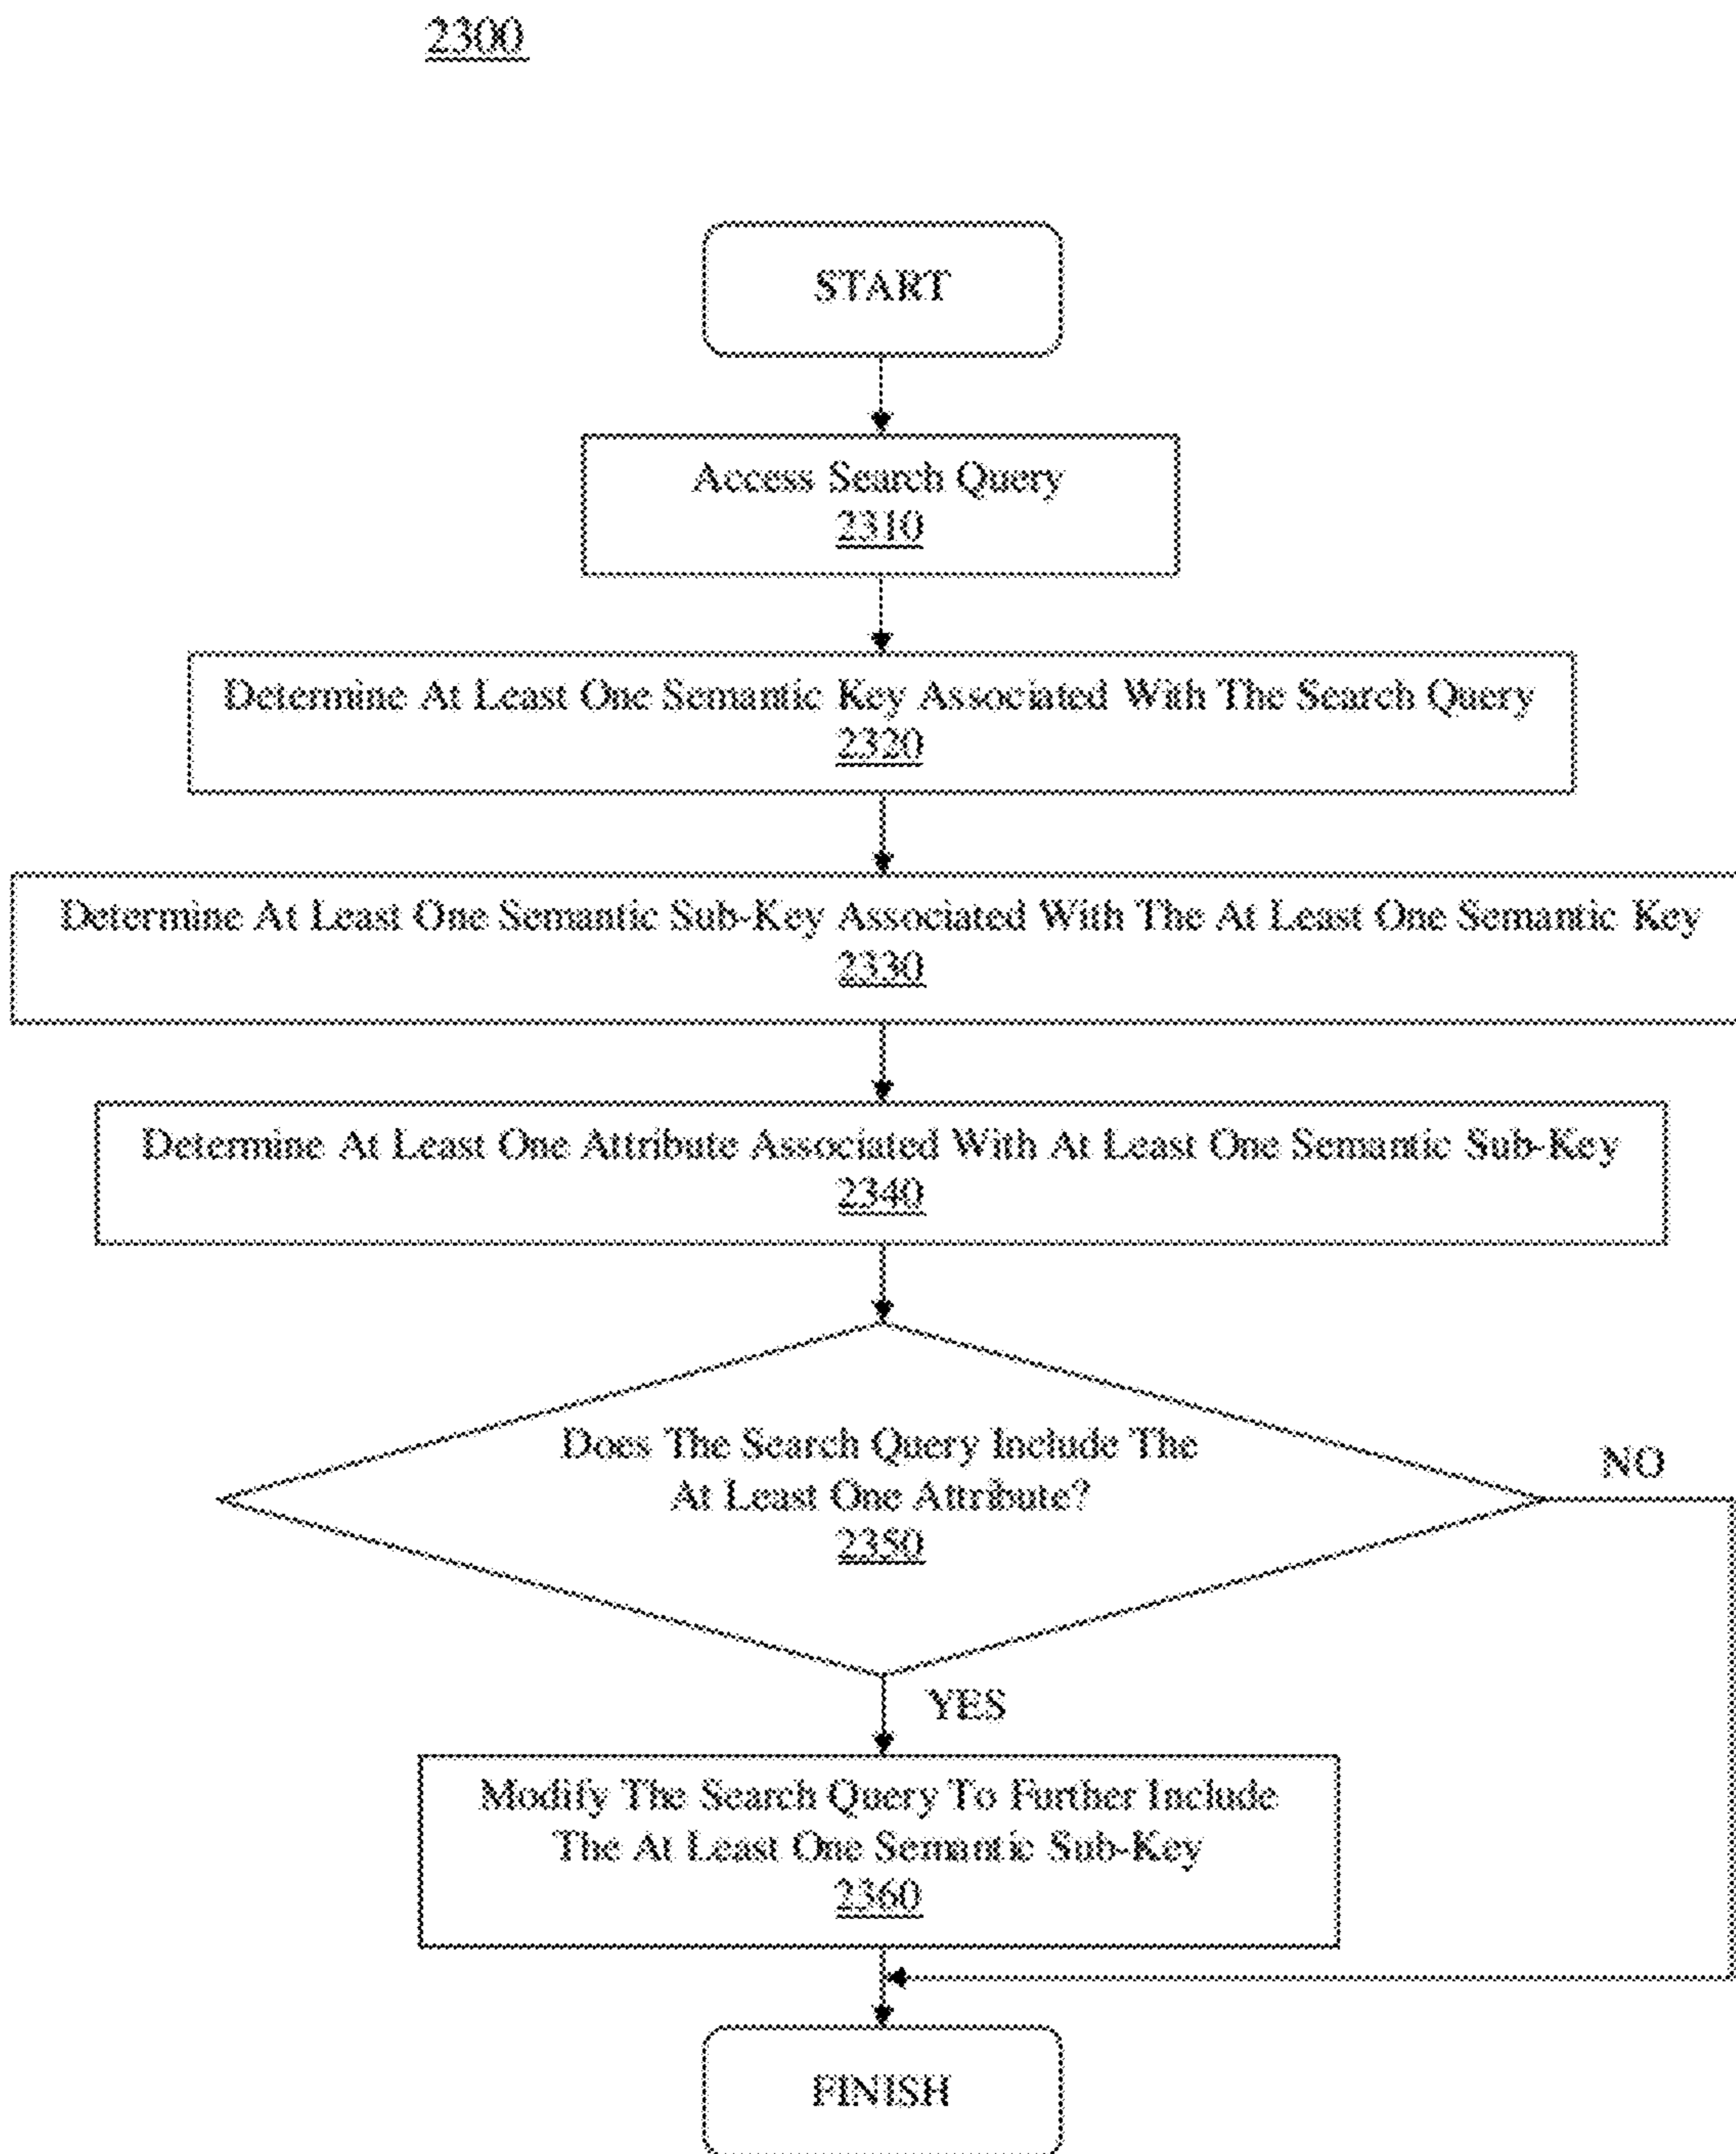 2300
START
Access Search Query
2310
Determine At Least One Semantic Key Associated With The Search Query
2320
Determine At Least One Semantic Sub-Key Associated With The At Least One Semantic Key
2330
Determine At Least One Attribute Associated With At Least One Semantic Sub-Key
2340
Does The Search Query Include The
At Least One Attribute?
2350
NO
YES
Modify The Search Query To Further Include
The At Least One Semantic Sub-Key
2360
FINISH